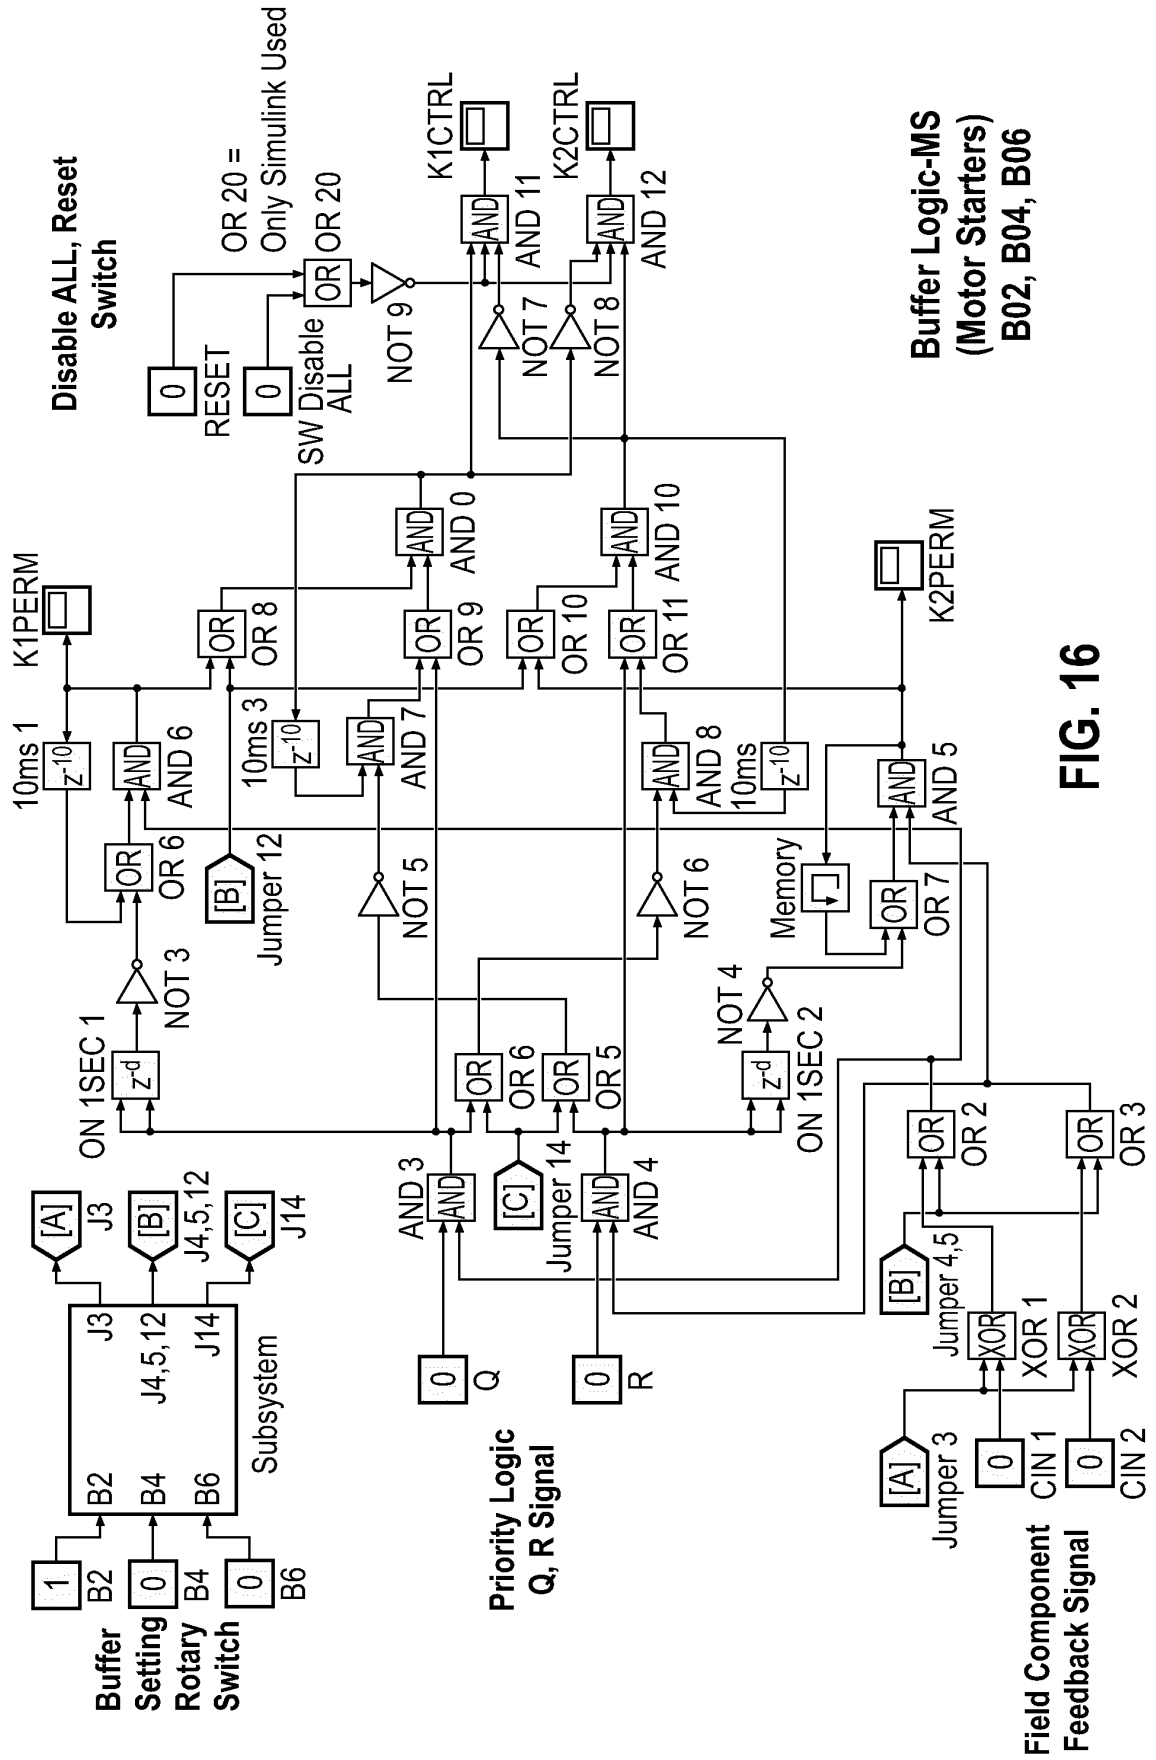 Buffer
Setting
Rotary
Switch
1
B2
0
B4
0
B6
B2
B4
B6
J3
J4,5,12
J14
Subsystem
[A]
J3
[B]
J4,5,12
[C]
J14
Disable ALL, Reset
Switch
0
RESET
0
SW Disable
ALL
OR 20 =
Only Simulink Used
OR
OR 20
NOT 9
K1PERM
10ms 1
z-10
AND
AND 6
OR
OR 6
NOT 3
ON 1SEC 1
z-d
[B]
Jumper 12
OR
OR 8
10ms 3
z-10
AND
AND 7
NOT 5
OR
OR 9
AND
AND 0
OR
OR 10
OR
OR 11
AND
AND 10
AND
AND 8
10ms
z-10
NOT 6
NOT 7
NOT 8
AND
AND 11
K1CTRL
AND
AND 12
K2CTRL
Priority Logic
Q, R Signal
0
Q
0
R
AND 3
AND
[C]
Jumper 14
AND
AND 4
OR
OR 6
OR
OR 5
NOT 4
z-d
ON 1SEC 2
Memory
OR
OR 7
AND
AND 5
K2PERM
Field Component
Feedback Signal
[A]
Jumper 3
0
CIN 1
0
CIN 2
[B]
Jumper 4,5
XOR
XOR 1
XOR
XOR 2
OR
OR 2
OR
OR 3
Buffer Logic-MS
(Motor Starters)
B02, B04, B06
FIG. 16